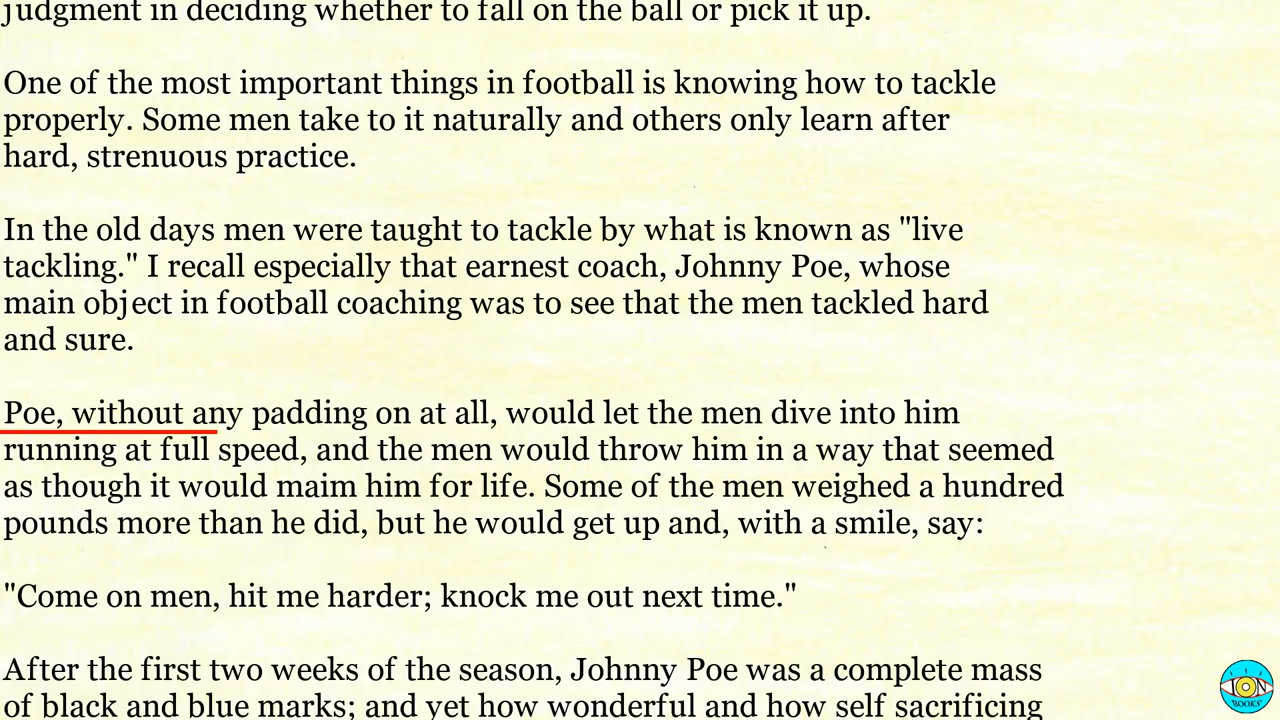 judgment in deciding whether to fall on the ball or pick it up.
One of the most important things in football is knowing how to tackle
properly. Some men take to it naturally and others only learn after
hard, strenuous practice.
In the old days men were taught to tackle by what is known as "live
tackling." I recall especially that earnest coach, Johnny Poe, whose
main object in football coaching was to see that the men tackled hard
and sure.
Poe, without any padding on at all, would let the men dive into him
running at full speed, and the men would throw him in a way that seemed
as though it would maim him for life. Some of the men weighed a hundred
pounds more than he did, but he would get up and, with a smile, say:
"Come on men, hit me harder; knock me out next time."
After the first two weeks of the season, Johnny Poe was a complete mass
of black and blue marks; and yet how wonderful and how self sacrificing
ION
BOOKS